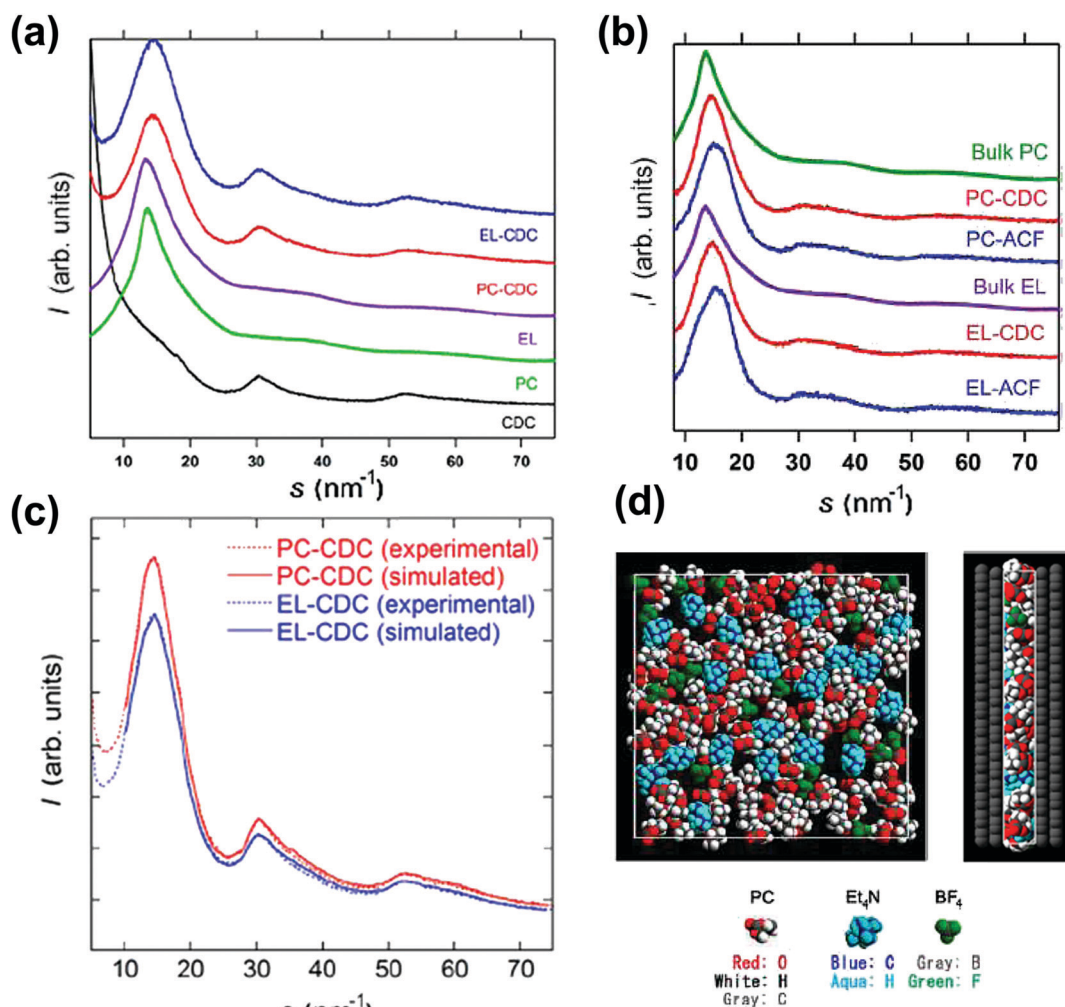 (a)
I (arb. units)
EL-CDC
PC-CDC
EL
PC
CDC
10 20 30 40 50 60 70
s (nm-1)
(b)
I (arb. units)
Bulk PC
PC-CDC
PC-ACF
Bulk EL
EL-CDC
EL-ACF
10 20 30 40 50 60 70
s (nm-1)
(c)
I (arb. units)
PC-CDC (experimental)
PC-CDC (simulated)
EL-CDC (experimental)
EL-CDC (simulated)
10 20 30 40 50 60 70
s (nm-1)
(d)
PC Et4N BF4
Red: O Blue: C Gray: B
White: H Aqua: H Green: F
Gray: C